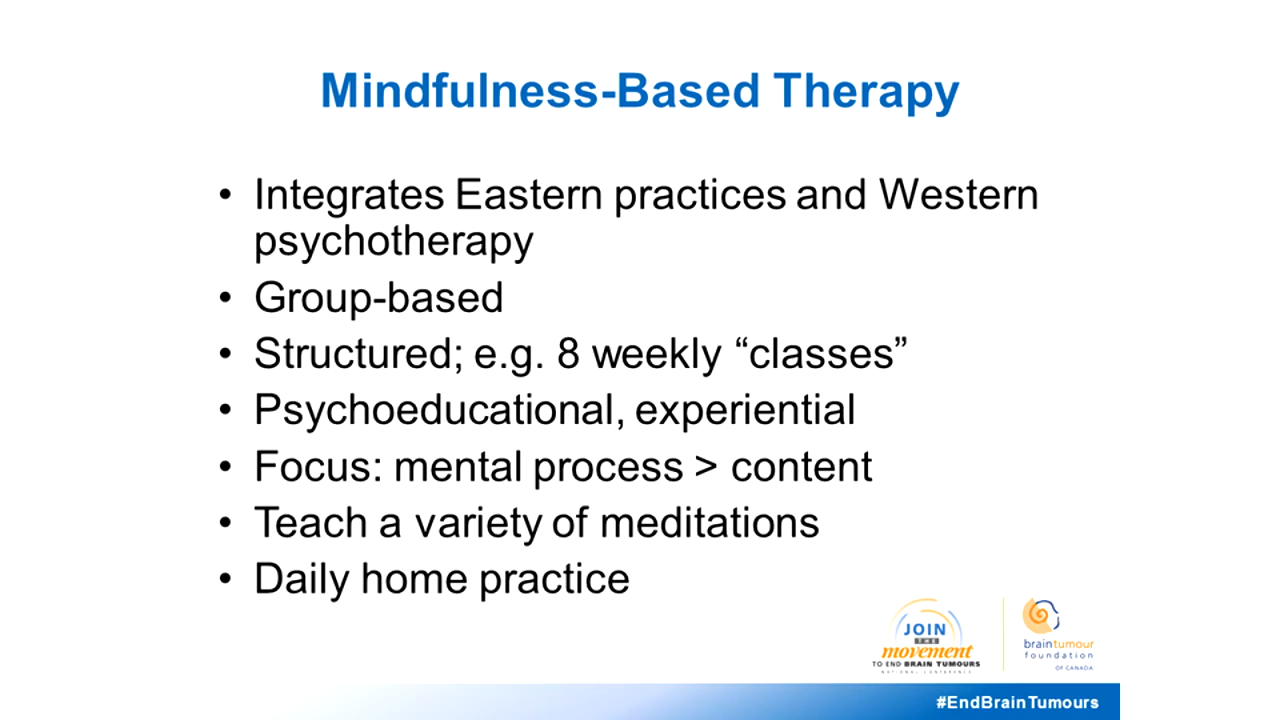 Mindfulness-Based Therapy
• Integrates Eastern practices and Western
psychotherapy
• Group-based
• Structured; e.g. 8 weekly “classes”
• Psychoeducational, experiential
• Focus: mental process > content
• Teach a variety of meditations
• Daily home practice
JOIN
THE
movement
TO END BRAIN TUMOURS
NATIONAL CONFERENCE
braintumour
foundation
OF CANADA
#EndBrainTumours